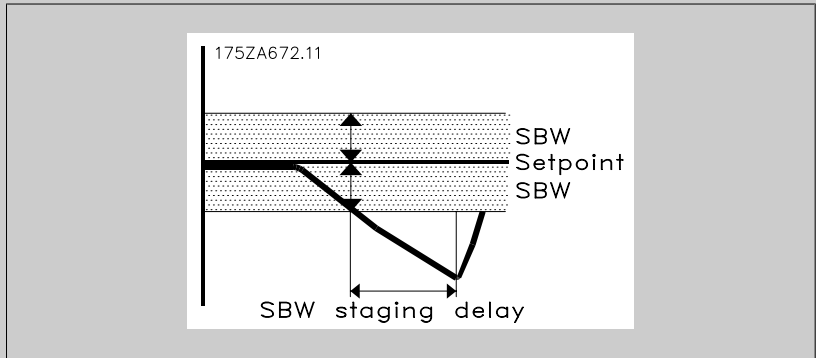 175ZA672.11
SBW
Setpoint
SBW
SBW staging delay